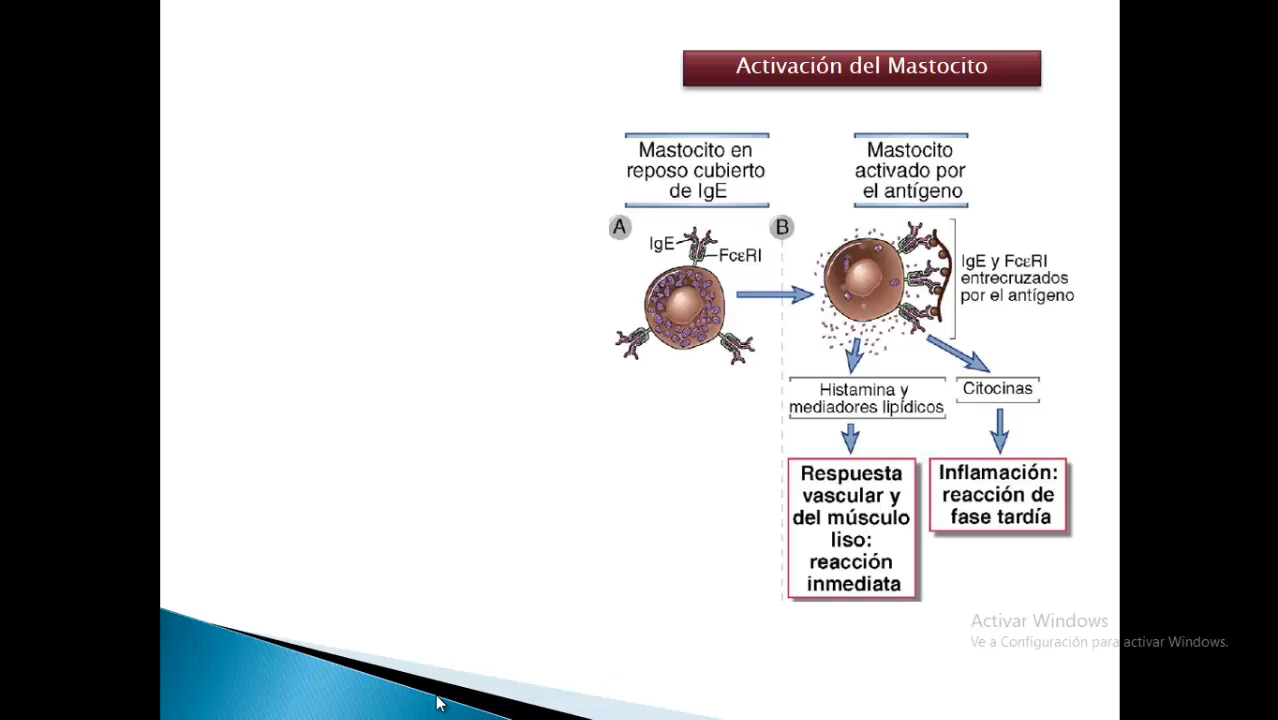 Activación del Mastocito
Mastocito en
reposo cubierto
de IgE
Mastocito
activado por
el antígeno
A
B
IgE
FcεRI
IgE y FcεRI
entrecruzados
por el antígeno
Histamina y
mediadores lipídicos
Citocinas
Respuesta
vascular y
del músculo
liso:
reacción
inmediata
Inflamación:
reacción de
fase tardía
Activar Windows
Ve a Configuración para activar Windows.